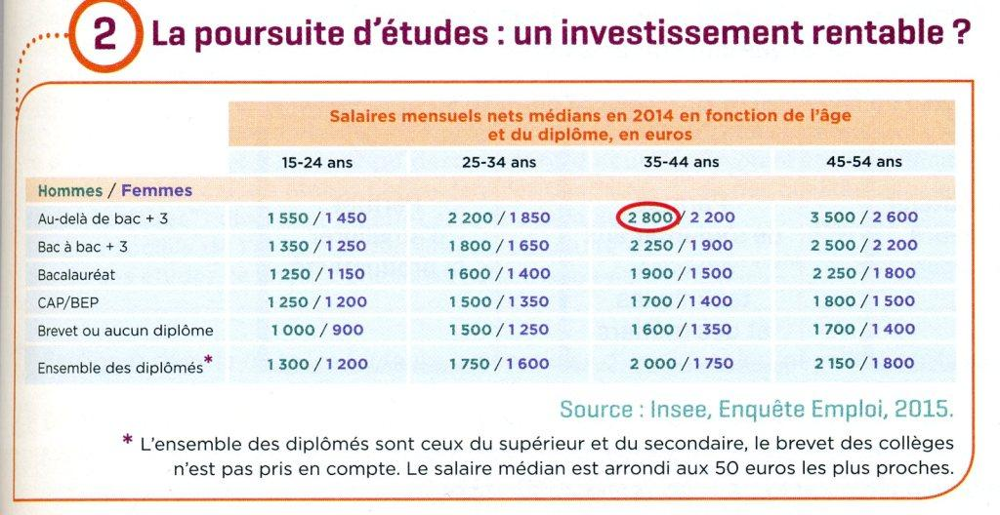 2 La poursuite d'études : un investissement rentable ?
Salaires mensuels nets médians en 2014 en fonction de l'âge
et du diplôme, en euros
15-24 ans 25-34 ans 35-44 ans 45-54 ans
Hommes / Femmes
Au-delà de bac + 3 1 550 / 1 450 2 200 / 1 850 2 800 / 2 200 3 500 / 2 600
Bac à bac + 3 1 350 / 1 250 1 800 / 1 650 2 250 / 1 900 2 500 / 2 200
Bacalauréat 1 250 / 1 150 1 600 / 1 400 1 900 / 1 500 2 250 / 1 800
CAP/BEP 1 250 / 1 200 1 500 / 1 350 1 700 / 1 400 1 800 / 1 500
Brevet ou aucun diplôme 1 000 / 900 1 500 / 1 250 1 600 / 1 350 1 700 / 1 400
Ensemble des diplômés* 1 300 / 1 200 1 750 / 1 600 2 000 / 1 750 2 150 / 1 800
Source : Insee, Enquête Emploi, 2015.
* L'ensemble des diplômés sont ceux du supérieur et du secondaire, le brevet des collèges
n'est pas pris en compte. Le salaire médian est arrondi aux 50 euros les plus proches.